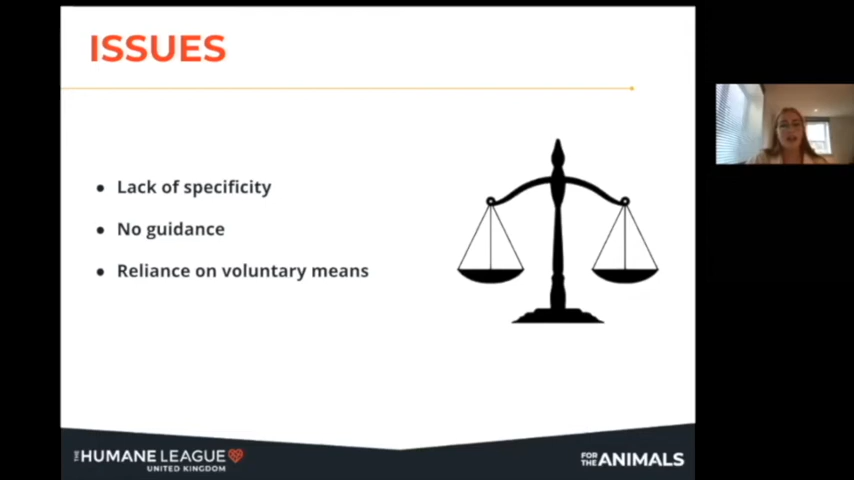 ISSUES
Lack of specificity
No guidance
Reliance on voluntary means
THE HUMANE LEAGUE
UNITED KINGDOM
FOR THE ANIMALS